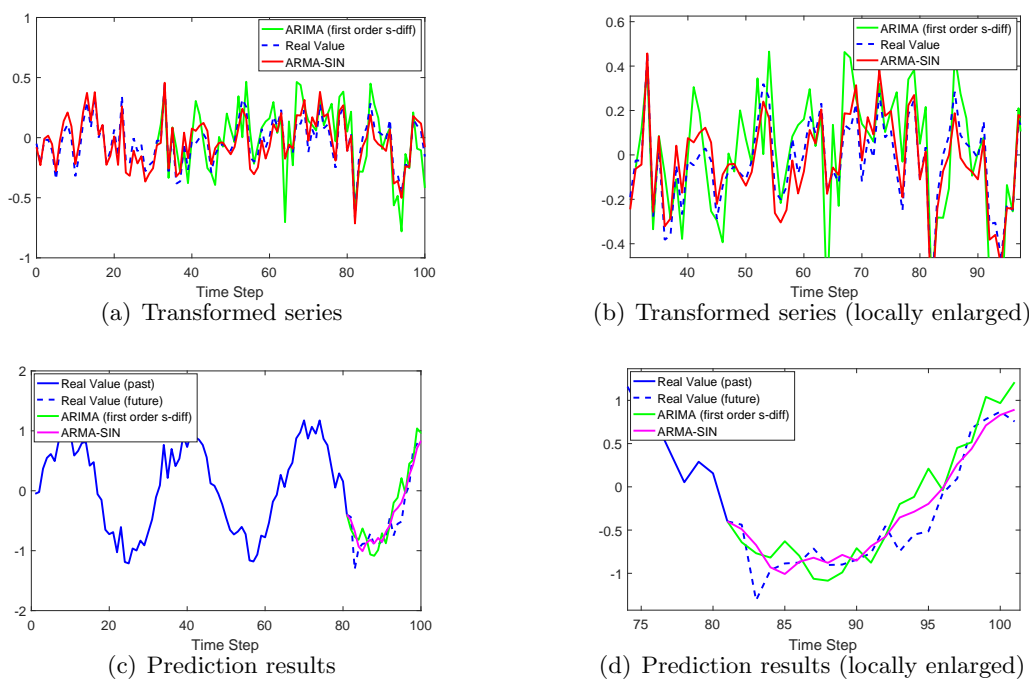 1
0.5
0
-0.5
-1
0
20
40
60
80
100
Time Step
ARIMA (first order s-diff)
Real Value
ARMA-SIN
(a) Transformed series
0.6
0.4
0.2
0
-0.2
-0.4
40
50
60
70
80
90
Time Step
ARIMA (first order s-diff)
Real Value
ARMA-SIN
(b) Transformed series (locally enlarged)
2
1
0
-1
-2
0
20
40
60
80
100
Time Step
Real Value (past)
Real Value (future)
ARIMA (first order s-diff)
ARMA-SIN
(c) Prediction results
1
0.5
0
-0.5
-1
75
80
85
90
95
100
Time Step
Real Value (past)
Real Value (future)
ARIMA (first order s-diff)
ARMA-SIN
(d) Prediction results (locally enlarged)